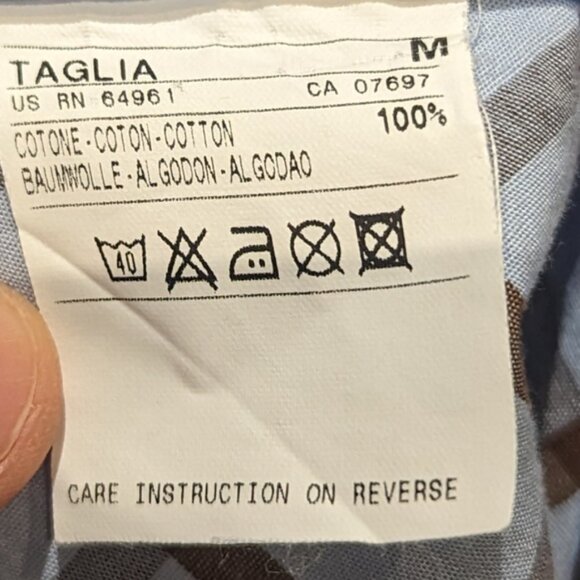 TAGLIA M
US RN 64961 CA 07697
COTONE-COTON-COTTON 100%
BAUMWOLLE-ALGODON-ALGODAO
40
CARE INSTRUCTION ON REVERSE